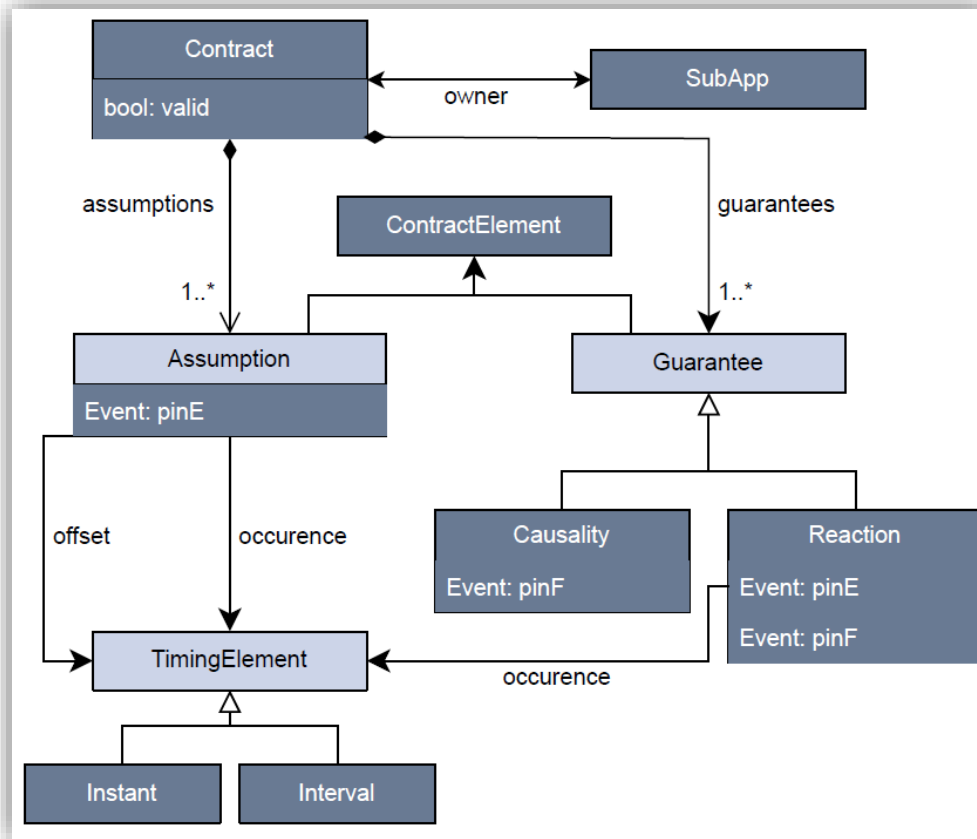 Contract
bool: valid
owner
SubApp
assumptions
ContractElement
guarantees
1..*
1..*
Assumption
Event: pinE
Guarantee
offset
occurence
Causality
Event: pinF
Reaction
Event: pinE
Event: pinF
TimingElement
occurence
Instant
Interval